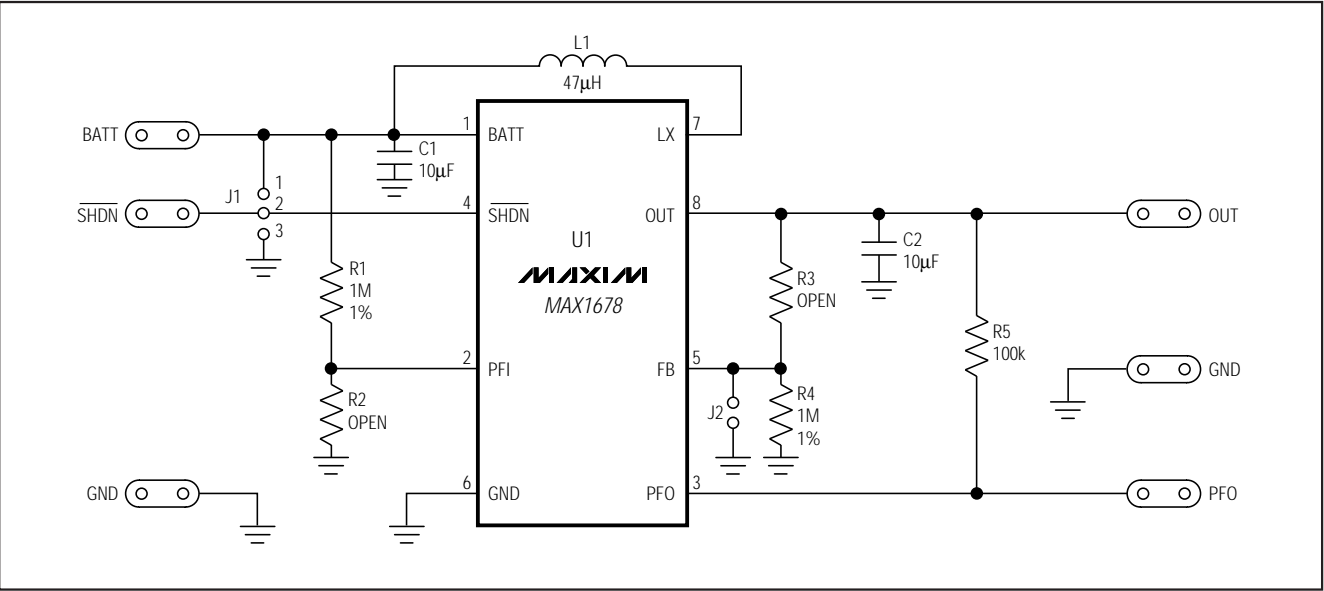 L1
47µH
BATT
1
BATT
LX
7
C1
10µF
J1
1
2
3
SHDN
4
SHDN
OUT
8
OUT
U1
MAXIM
MAX1678
R1
1M
1%
R3
OPEN
C2
10µF
R5
100k
2
PFI
FB
5
GND
R2
OPEN
J2
R4
1M
1%
GND
6
GND
PFO
3
PFO